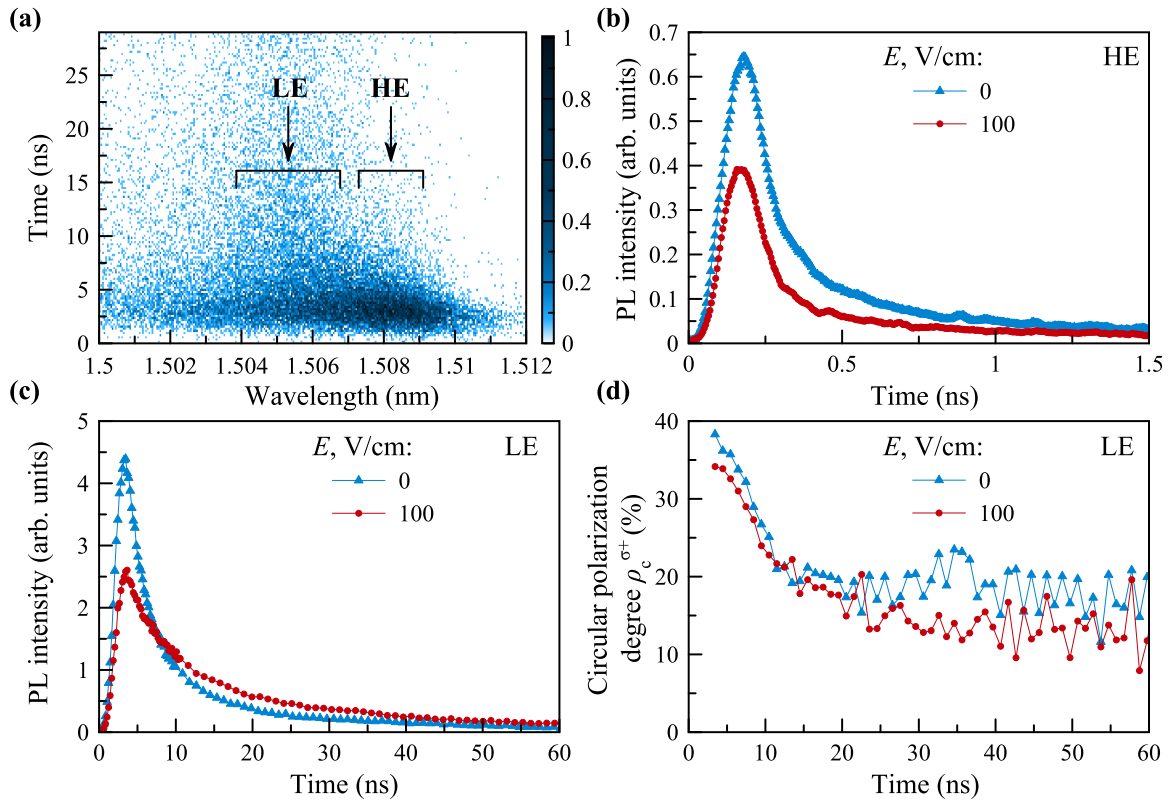 (a)
LE
HE
Time (ns)
25
20
15
10
5
0
1.5
1.502
1.504
1.506
1.508
1.51
1.512
Wavelength (nm)
1
0.8
0.6
0.4
0.2
0
(b)
E, V/cm:
HE
0
100
PL intensity (arb. units)
0.7
0.6
0.5
0.4
0.3
0.2
0.1
0
0
0.5
1
1.5
Time (ns)
(c)
E, V/cm:
LE
0
100
PL intensity (arb. units)
5
4
3
2
1
0
0
10
20
30
40
50
60
Time (ns)
(d)
E, V/cm:
LE
0
100
Circular polarization
degree ρc σ+ (%)
40
30
20
10
0
0
10
20
30
40
50
60
Time (ns)